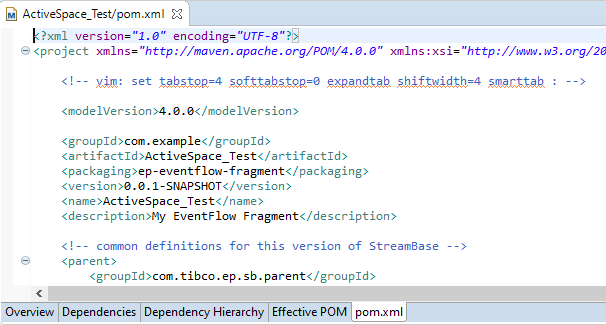 ActiveSpace_Test/pom.xml
<?xml version="1.0" encoding="UTF-8"?>
<project xmlns="http://maven.apache.org/POM/4.0.0" xmlns:xsi="http://www.w3.org/20
<!-- vim: set tabstop=4 softtabstop=0 expandtab shiftwidth=4 smarttab : -->
<modelVersion>4.0.0</modelVersion>
<groupId>com.example</groupId>
<artifactId>ActiveSpace_Test</artifactId>
<packaging>ep-eventflow-fragment</packaging>
<version>0.0.1-SNAPSHOT</version>
<name>ActiveSpace_Test</name>
<description>My EventFlow Fragment</description>
<!-- common definitions for this version of StreamBase -->
<parent>
<groupId>com.tibco.ep.sb.parent</groupId>
Overview Dependencies Dependency Hierarchy Effective POM pom.xml